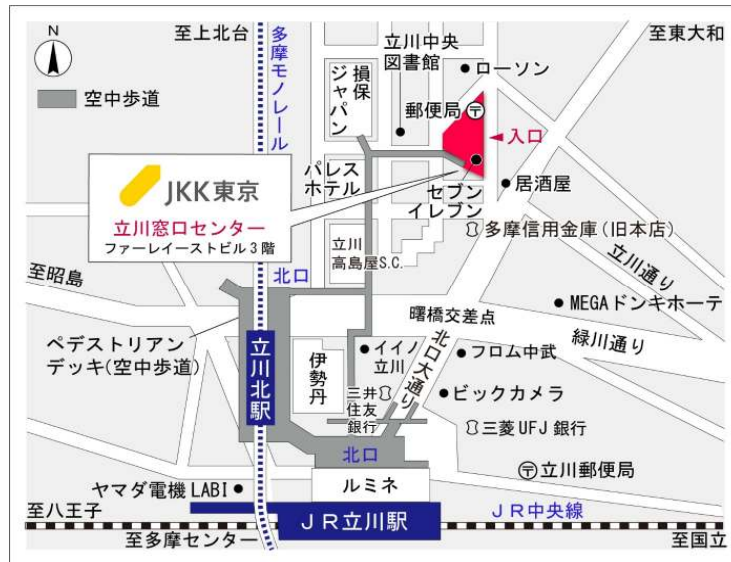 N
至上北台
空中歩道
多摩モノレール
損保
ジャパン
立川中央
図書館
ローソン
至東大和
郵便局
入口
JKK東京
立川窓口センター
ファーレイーストビル3階
パレス
ホテル
セブン
イレブン
居酒屋
多摩信用金庫(旧本店)
立川
高島屋S.C.
立川通り
至昭島
北口
MEGAドンキホーテ
曙橋交差点
緑川通り
ペデストリアン
デッキ(空中歩道)
立川北駅
伊勢丹
イイノ
立川
北口大通り
フロム中武
三井
住友
銀行
ビックカメラ
三菱UFJ銀行
北口
立川郵便局
ルミネ
ヤマダ電機LABI
至八王子
JR立川駅
JR中央線
至多摩センター
至国立